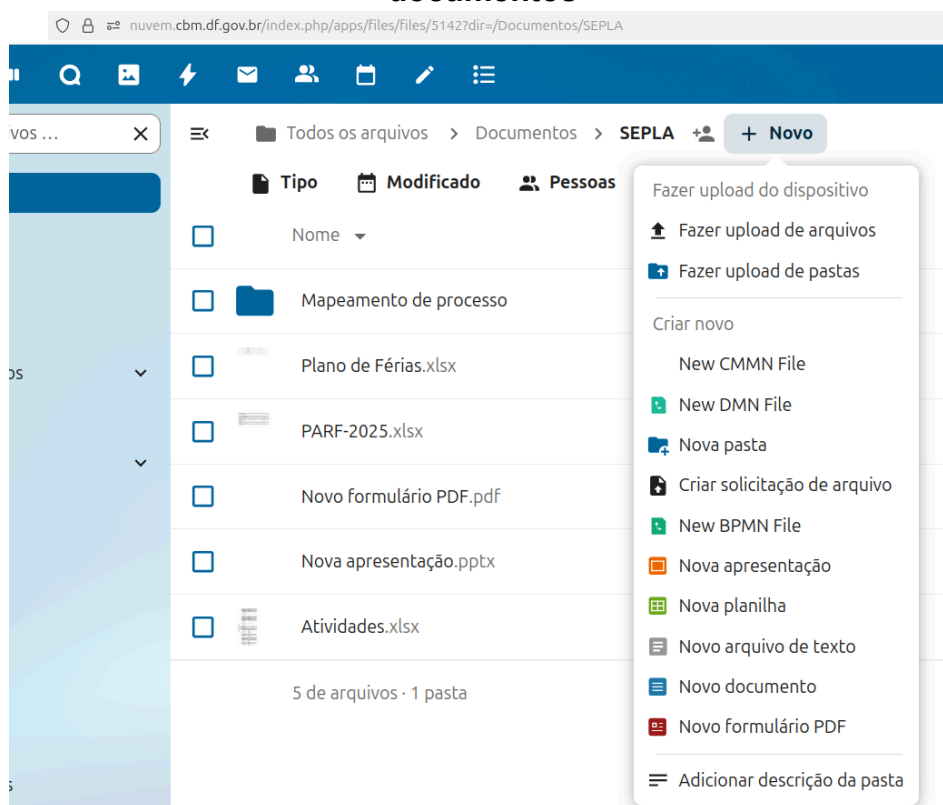 documentos
nuvem.cbm.df.gov.br/index.php/apps/files/files/5142?dir=/Documentos/SEPLA
ivos ...
Todos os arquivos > Documentos > SEPLA + Novo
Tipo Modificado Pessoas
Nome
Mapeamento de processo
Plano de Férias.xlsx
PARF-2025.xlsx
Novo formulário PDF.pdf
Nova apresentação.pptx
Atividades.xlsx
5 de arquivos · 1 pasta
os
s
Fazer upload do dispositivo
Fazer upload de arquivos
Fazer upload de pastas
Criar novo
New CMMN File
New DMN File
Nova pasta
Criar solicitação de arquivo
New BPMN File
Nova apresentação
Nova planilha
Novo arquivo de texto
Novo documento
Novo formulário PDF
Adicionar descrição da pasta